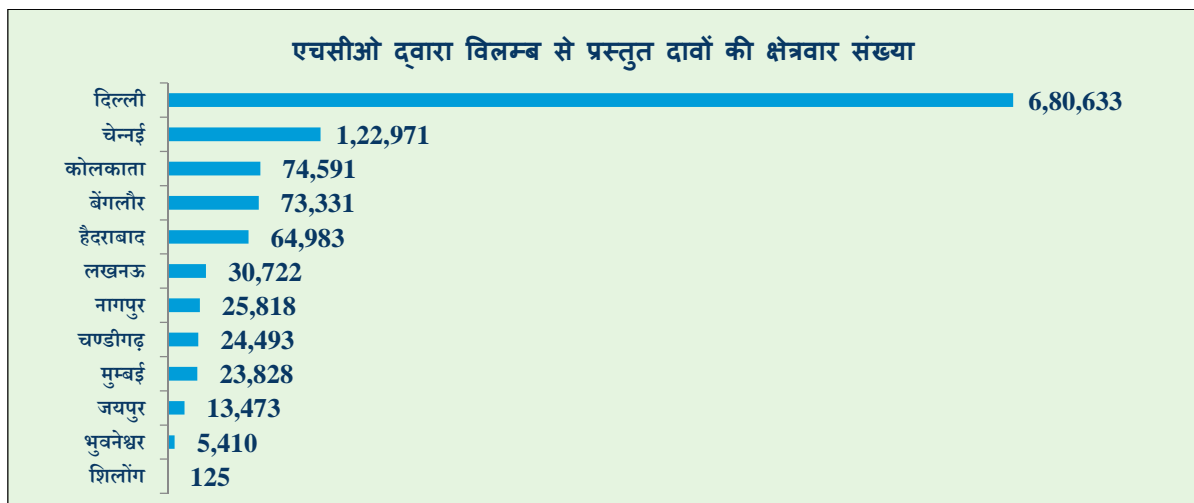 एचसीओ द्वारा विलम्ब से प्रस्तुत दावों की क्षेत्रवार संख्या
दिल्ली 6,80,633
चेन्नई 1,22,971
कोलकाता 74,591
बेंगलौर 73,331
हैदराबाद 64,983
लखनऊ 30,722
नागपुर 25,818
चण्डीगढ़ 24,493
मुम्बई 23,828
जयपुर 13,473
भुवनेश्वर 5,410
शिलोंग 125